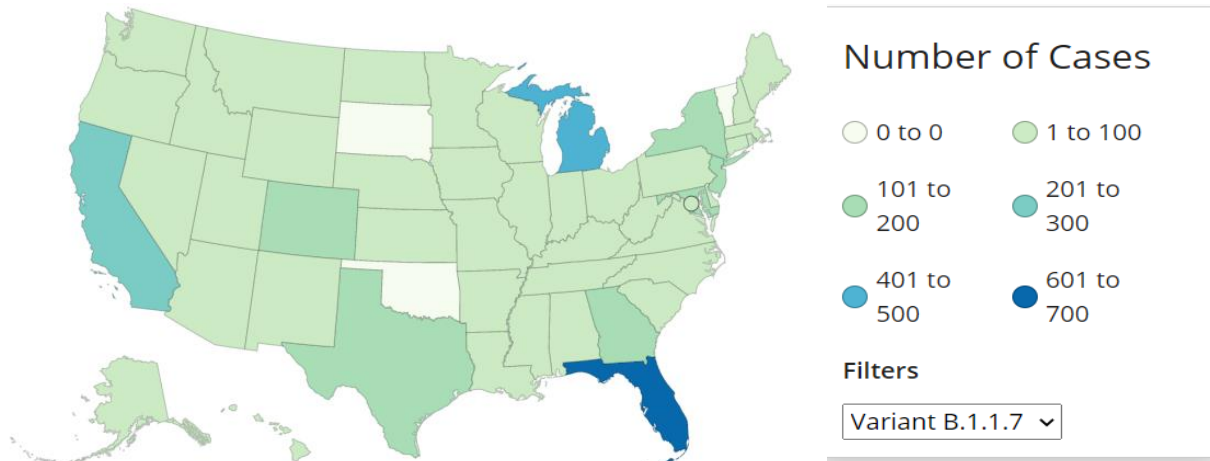 Number of Cases
0 to 0
1 to 100
101 to
200
201 to
300
401 to
500
601 to
700
Filters
Variant B.1.1.7